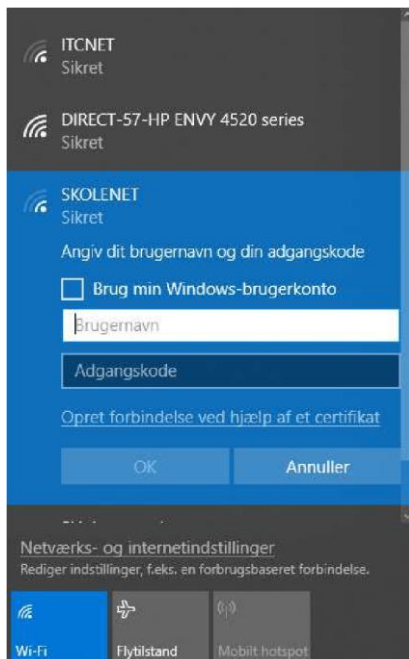 ITCNET
Sikret
DIRECT-57-HP ENVY 4520 series
Sikret
SKOLENET
Sikret
Angiv dit brugernavn og din adgangskode
Brug min Windows-brugerkonto
Brugernavn
Adgangskode
Opret forbindelse ved hjælp af et certifikat
OK Annuller
Netværks- og internetindstillinger
Rediger indstillinger, f.eks. en forbrugsbaseret forbindelse.
Wi-Fi Flytilstand Mobilt hotspot